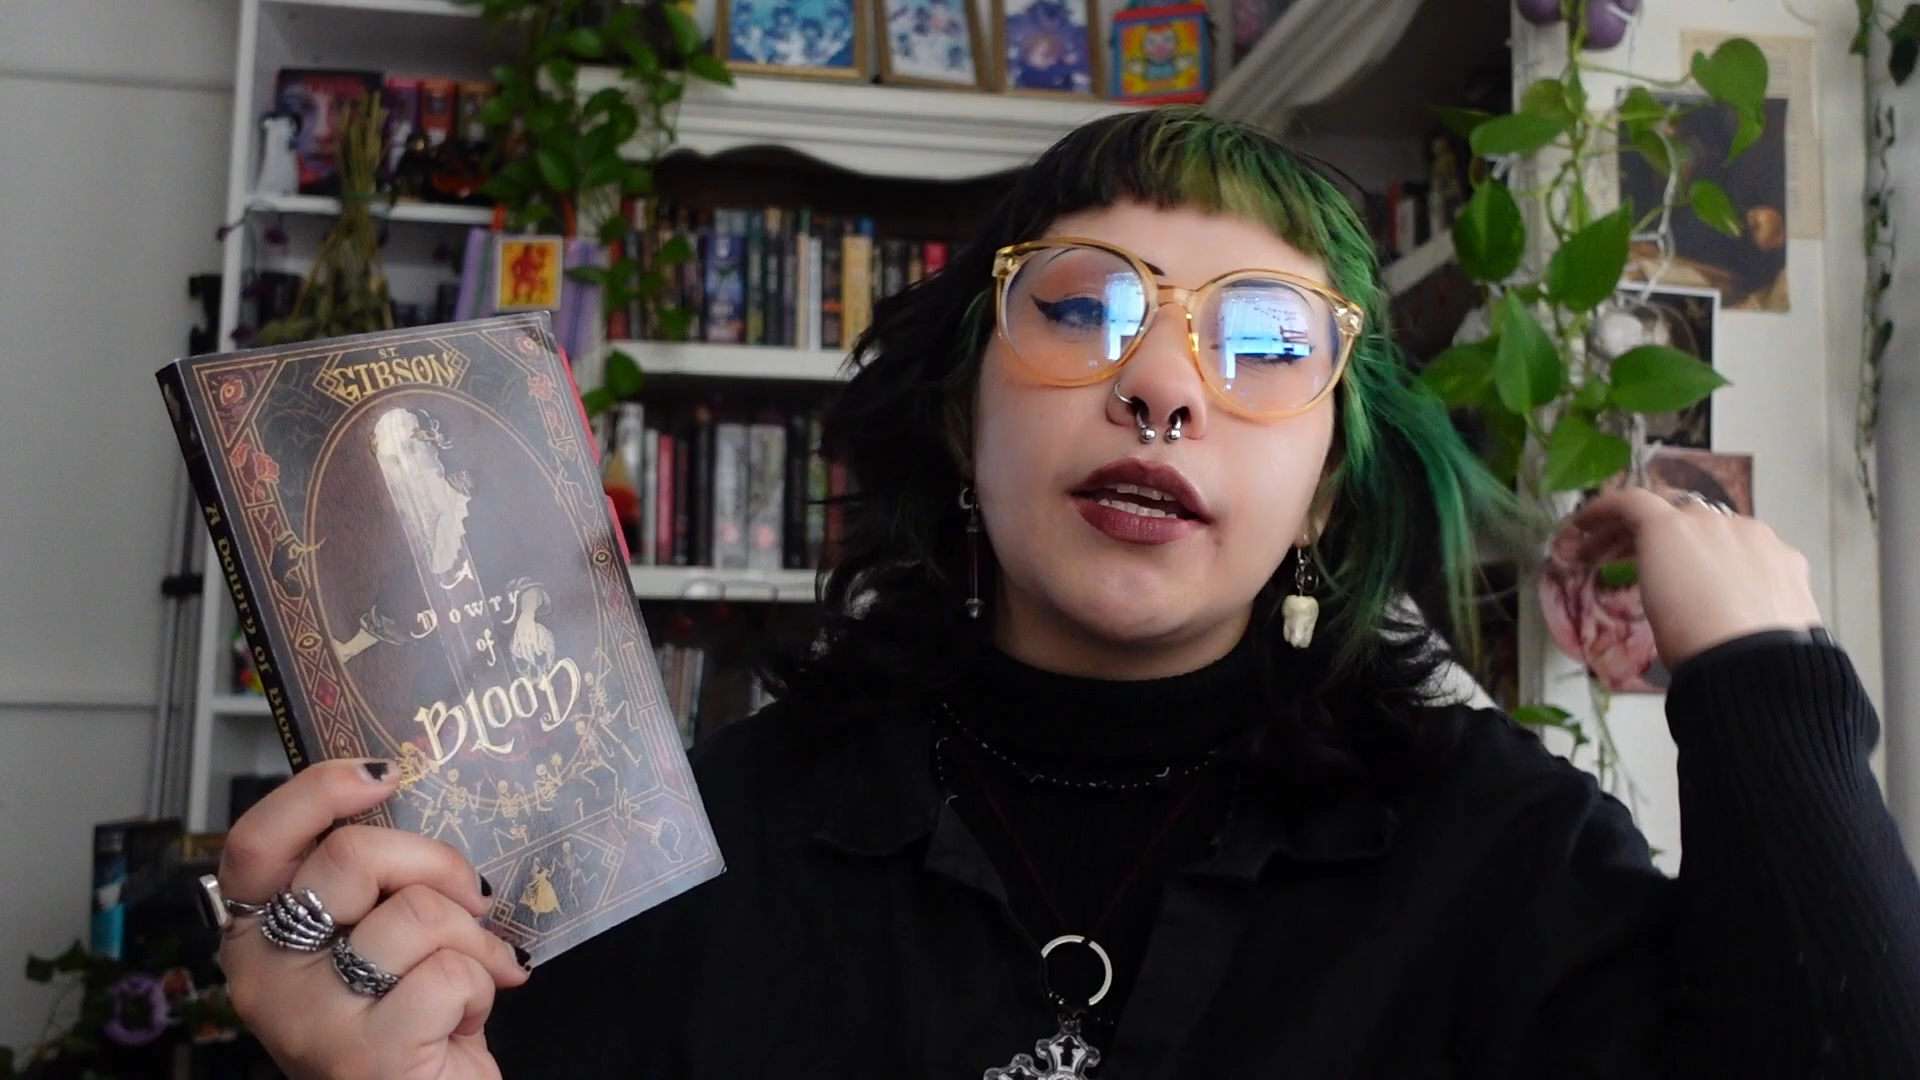 S.T.
GIBSON
Dowry
of
BLOOD
A Dowry of Blood